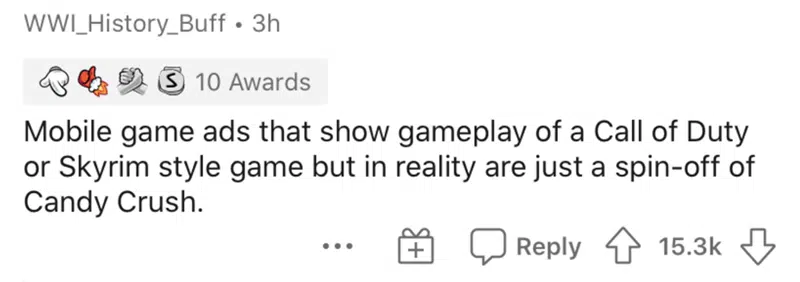 WWI_History_Buff • 3h
S 10 Awards
Mobile game ads that show gameplay of a Call of Duty
or Skyrim style game but in reality are just a spin-off of
Candy Crush.
... Reply 15.3k